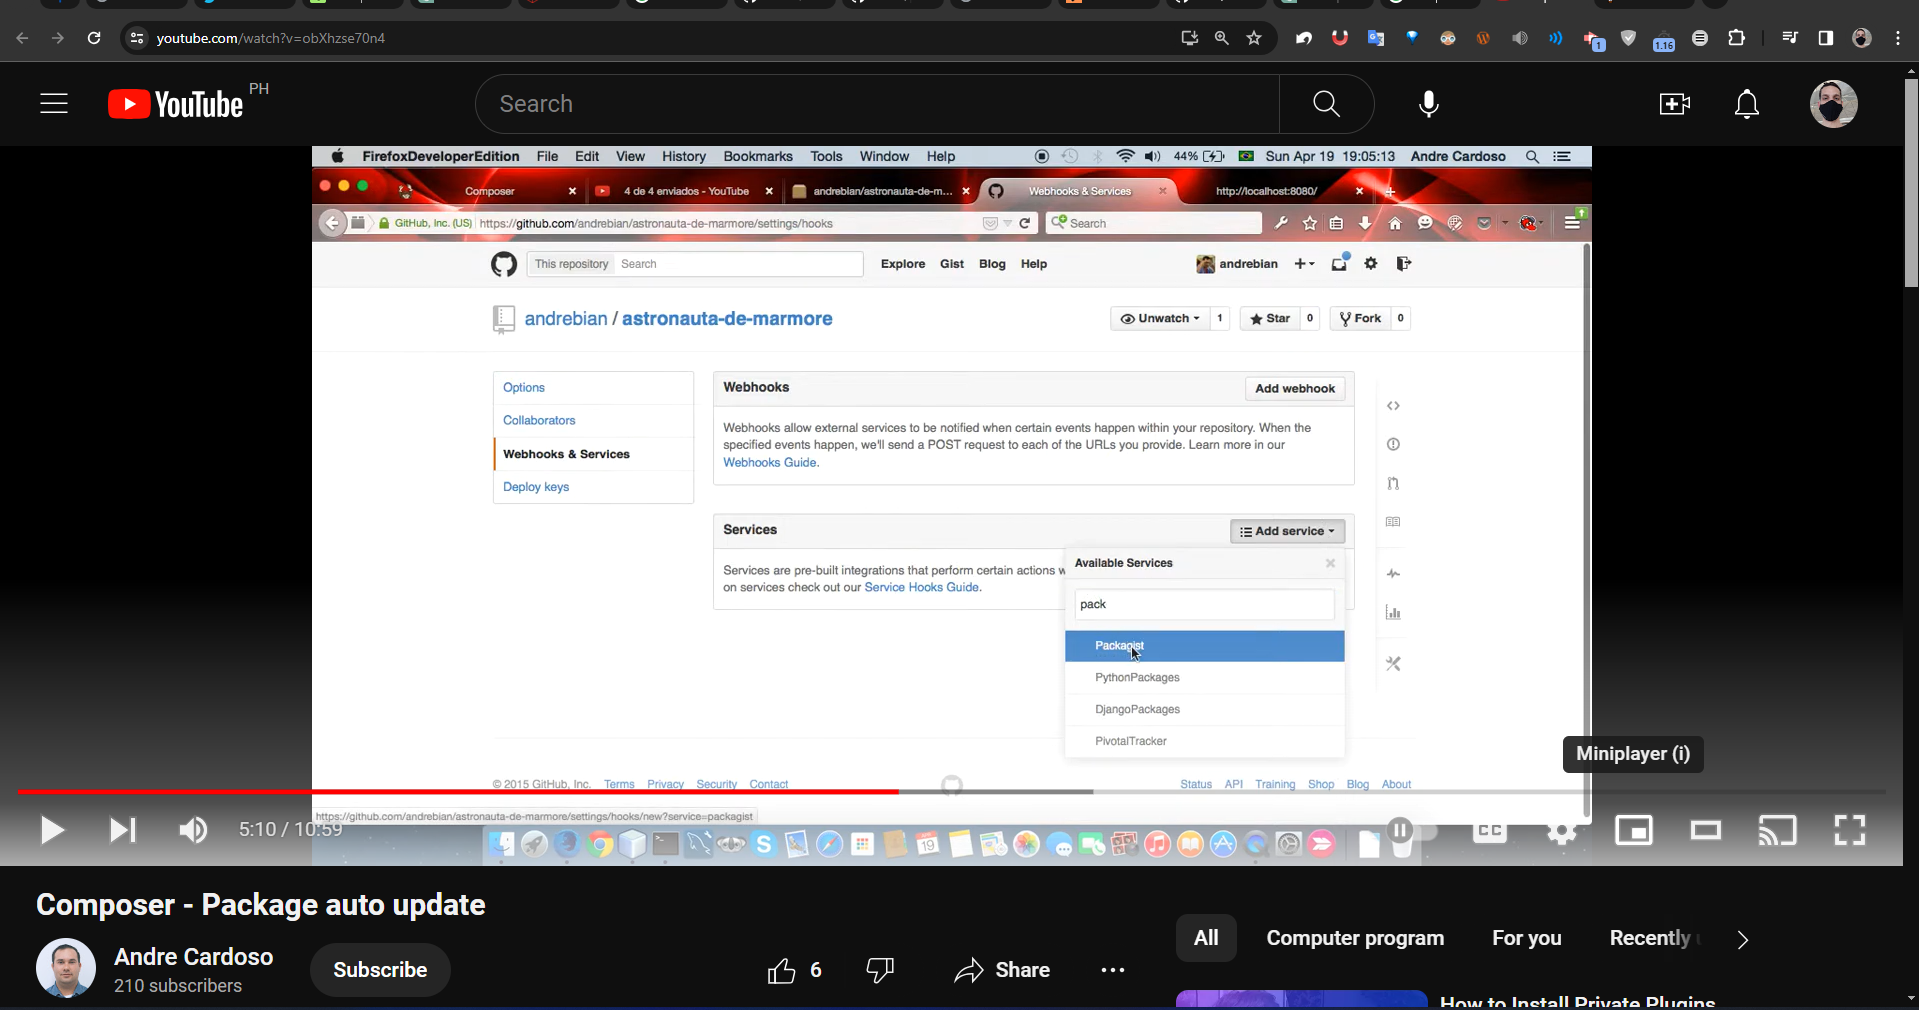 youtube.com/watch?v=obXhzse70n4
1
1.16
YouTube PH
Search
FirefoxDeveloperEdition File Edit View History Bookmarks Tools Window Help 44% Sun Apr 19 19:05:13 Andre Cardoso
Composer
4 de 4 enviados - YouTube
andrebian/astronauta-de-m...
Webhooks & Services
http://localhost:8080/
GitHub, Inc. (US) https://github.com/andrebian/astronauta-de-marmore/settings/hooks
Search
This repository Search Explore Gist Blog Help andrebian
andrebian / astronauta-de-marmore Unwatch 1 Star 0 Fork 0
Options
Collaborators
Webhooks & Services
Deploy keys
Webhooks Add webhook
Webhooks allow external services to be notified when certain events happen within your repository. When the
specified events happen, we'll send a POST request to each of the URLs you provide. Learn more in our
Webhooks Guide.
Services Add service
Services are pre-built integrations that perform certain actions
on services check out our Service Hooks Guide.
Available Services
pack
Packagist
PythonPackages
DjangoPackages
PivotalTracker
Miniplayer (i)
© 2015 GitHub, Inc. Terms Privacy Security Contact Status API Training Shop Blog About
https://github.com/andrebian/astronauta-de-marmore/settings/hooks/new?service=packagist
5:10 / 10:59
CC
19
Composer - Package auto update
Andre Cardoso
210 subscribers
Subscribe
6
Share
All Computer program For you Recently
How to Install Private Plugins